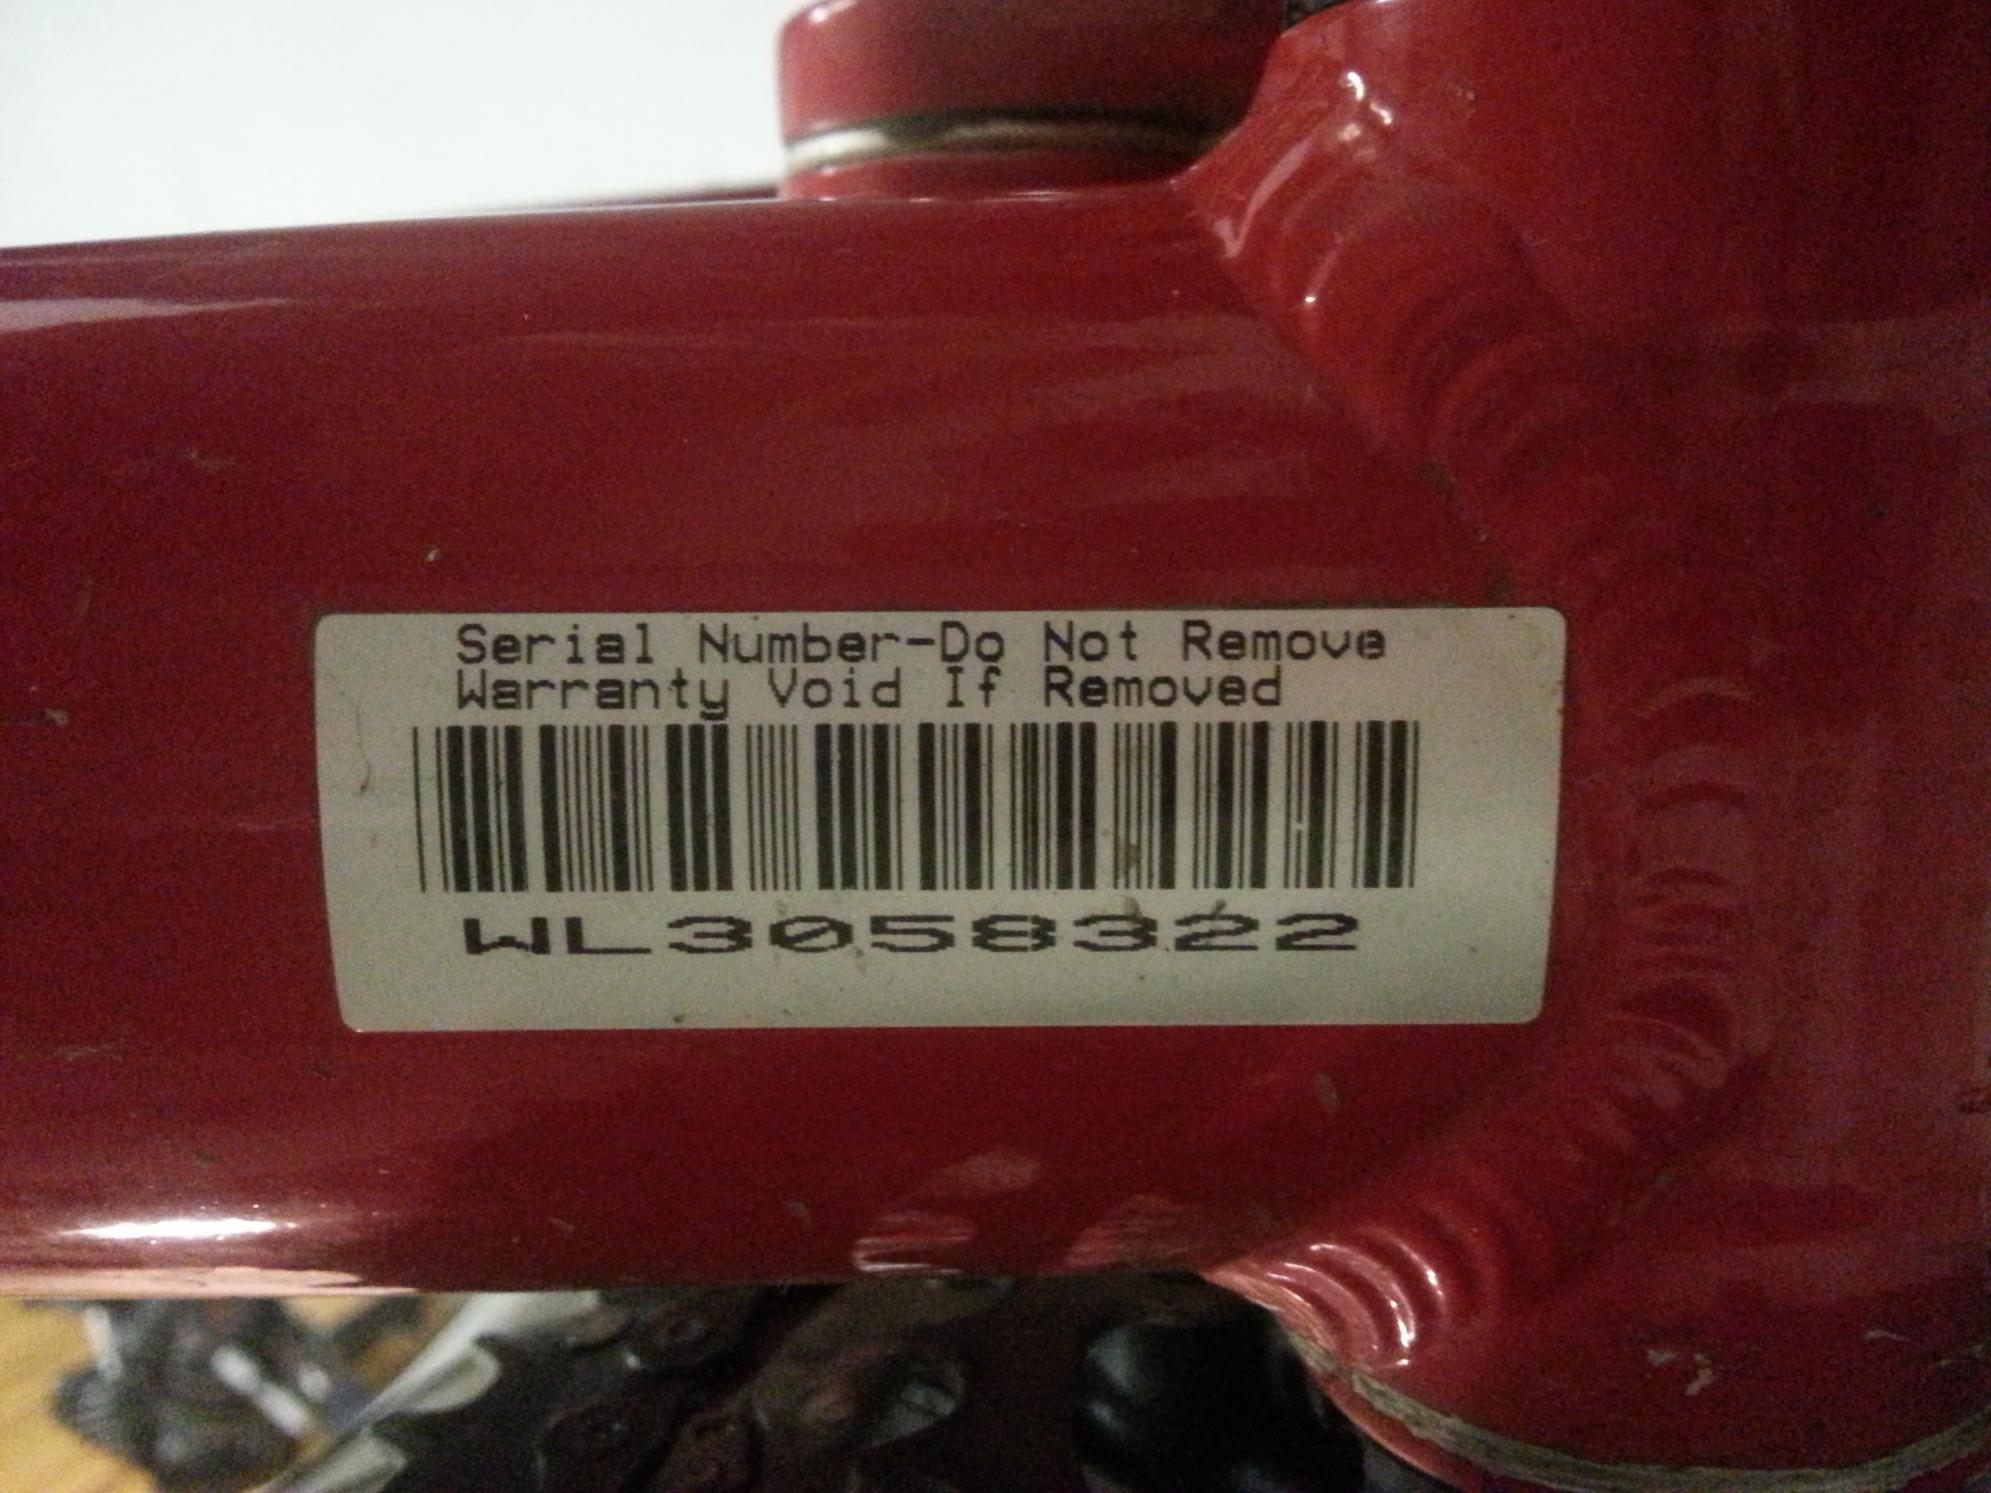 Serial Number-Do Not Remove
Warranty Void If Removed
WL3058322